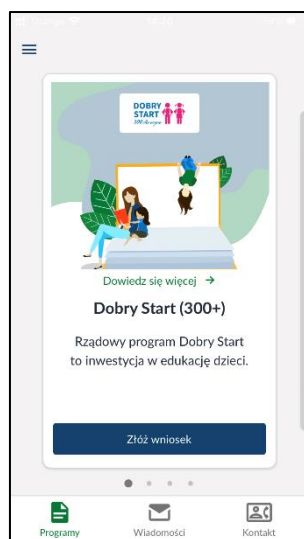 DOBRY
START
300 dla ucznia
Dowiedz się więcej →
Dobry Start (300+)
Rządowy program Dobry Start
to inwestycja w edukację dzieci.
Złóż wniosek
Programy
Wiadomości
Kontakt